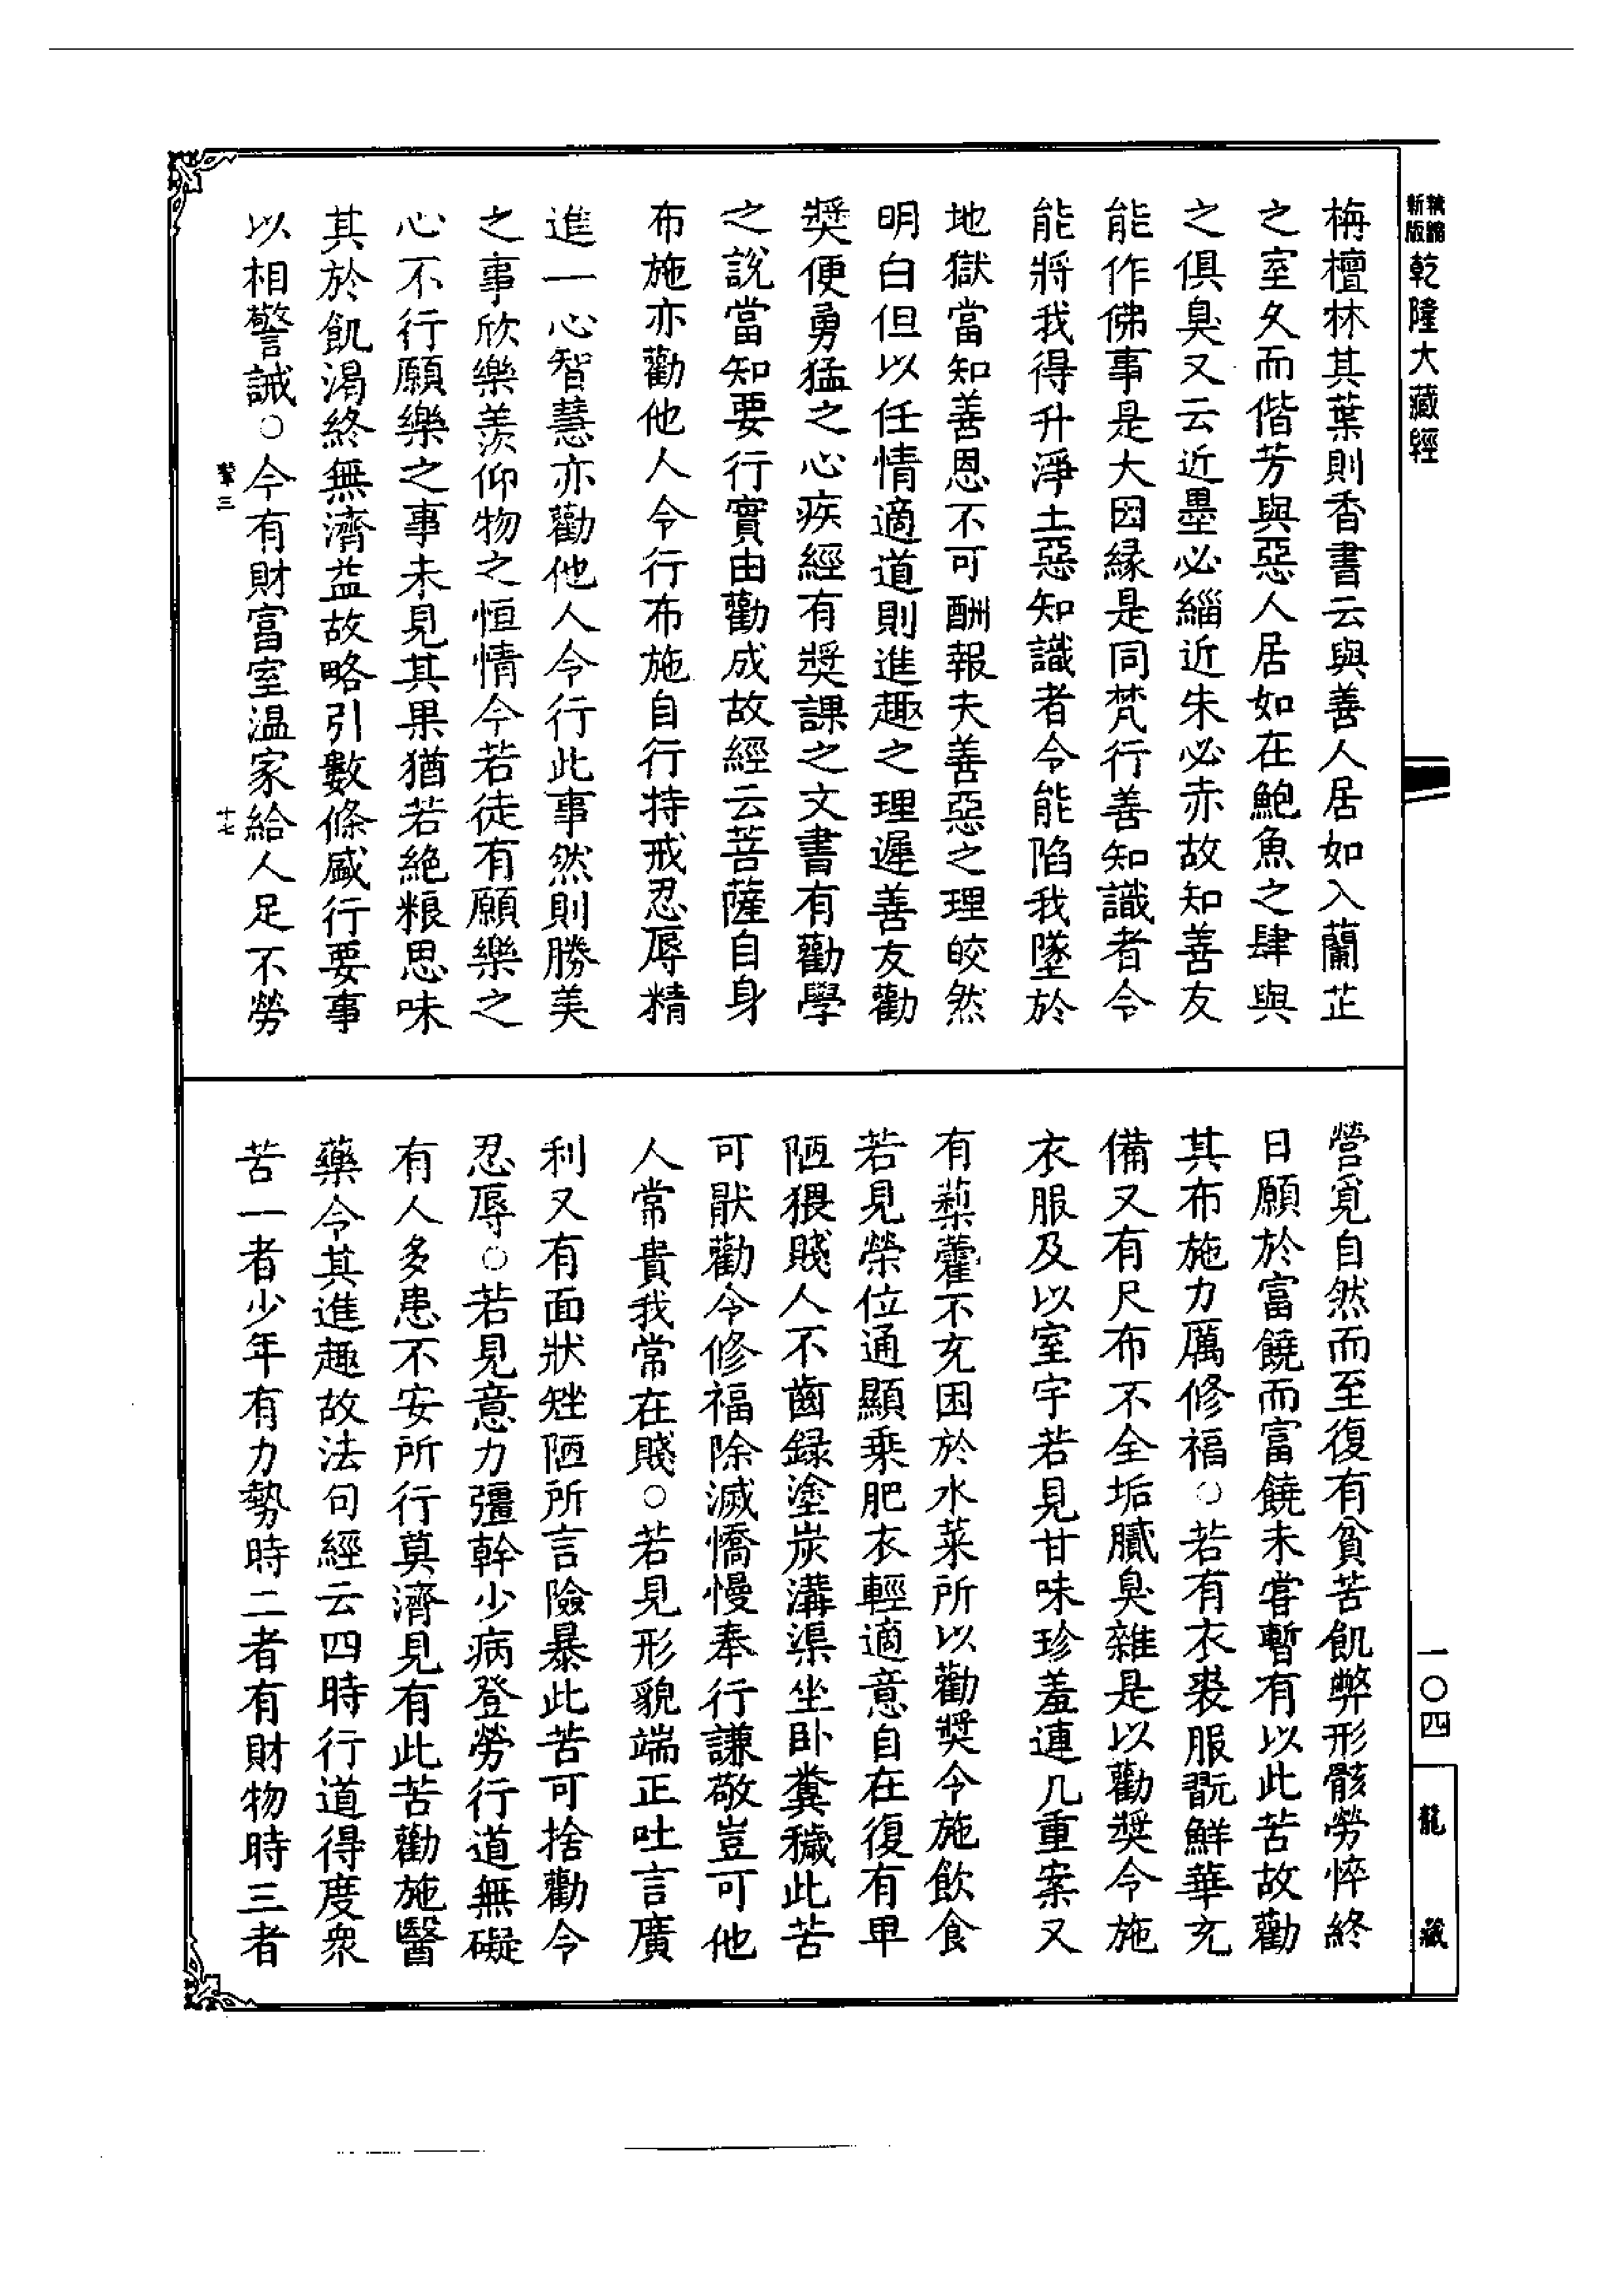 新版
乾隆大藏經
栴檀林其葉則香書云與善人居如入蘭芷
之室久而偕芳與惡人居如在鮑魚之肆與
之俱臭又云近墨必緇近朱必赤故知善友
能作佛事是大因緣是同梵行善知識者令
能將我得升淨土惡知識者令能陷我墜於
地獄當知善恩不可酬報夫善惡之理皎然
明白但以任情適道則進趣之理遲善友勸
獎便勇猛之心疾經有獎課之文書有勸學
之說當知要行實由勸成故經云菩薩自身
布施亦勸他人令行布施自行持戒忍辱精
進一心智慧亦勸他人令行此事然則勝美
之事欣樂羨仰物之恒情今若徒有願樂之
心不行願樂之事未見其果猶若絶粮思味
其於飢渴終無濟益故略引數條盛行要事
以相警誡○今有財富室溫家給人足不勞
肇三
十七
營覓自然而至復有貧苦飢弊形骸勞悴終
日願於富饒而富饒未甞暫有以此苦故勸
其布施力厲修福○若有衣裘服翫鮮華充
備又有尺布不全垢膩臭雜是以勸獎令施
衣服及以室宇若見甘味珍羞連几重案又
有藜藿不充困於水菜所以勸獎令施飲食
若見榮位通顯乘肥衣輕適意自在復有卑
陋猥賤人不齒録塗炭溝渠坐卧糞穢此苦
可猒勸令修福除滅憍慢奉行謙敬豈可他
人常貴我常在賤○若見形貌端正吐言廣
利又有面狀矬陋所言險暴此苦可捨勸令
忍辱○若見意力彊幹少病登勞行道無礙
有人多患不安所行莫濟見有此苦勸施醫
藥令其進趣故法句經云四時行道得度衆
苦一者少年有力勢時二者有財物時三者
一〇四
龍藏